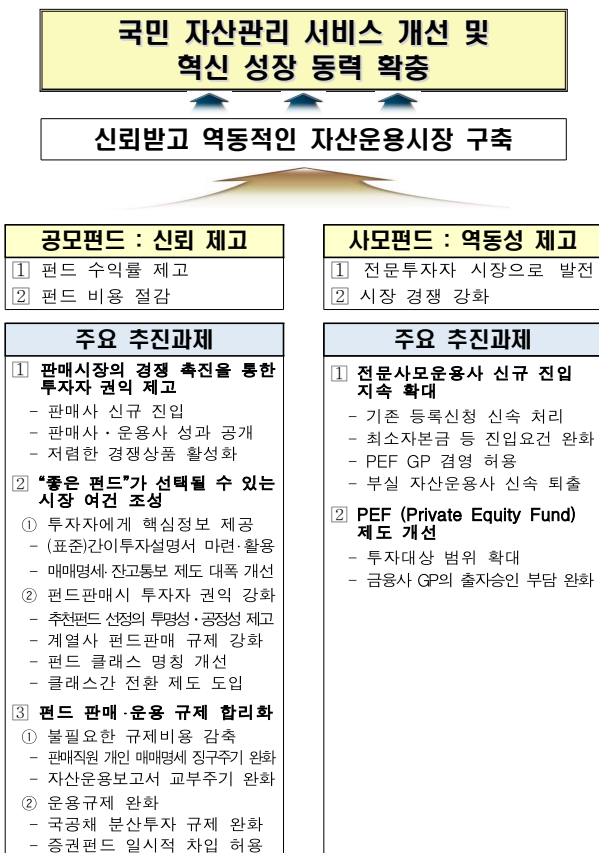 국민 자산관리 서비스 개선 및
혁신 성장 동력 확충
신뢰받고 역동적인 자산운용시장 구축
공모펀드 : 신뢰 제고
1 펀드 수익률 제고
2 펀드 비용 절감
주요 추진과제
1 판매시장의 경쟁 촉진을 통한
투자자 권익 제고
- 판매사 신규 진입
- 판매사·운용사 성과 공개
- 저렴한 경쟁상품 활성화
2 “좋은 펀드”가 선택될 수 있는
시장 여건 조성
① 투자자에게 핵심정보 제공
- (표준)간이투자설명서 마련·활용
- 매매명세·잔고통보 제도 대폭 개선
② 펀드판매시 투자자 권익 강화
- 추천펀드 선정의 투명성·공정성 제고
- 계열사 펀드판매 규제 강화
- 펀드 클래스 명칭 개선
- 클래스간 전환 제도 도입
3 펀드 판매·운용 규제 합리화
① 불필요한 규제비용 감축
- 판매직원 개인 매매명세 징구주기 완화
- 자산운용보고서 교부주기 완화
② 운용규제 완화
- 국공채 분산투자 규제 완화
- 증권펀드 일시적 차입 허용
사모펀드 : 역동성 제고
1 전문투자자 시장으로 발전
2 시장 경쟁 강화
주요 추진과제
1 전문사모운용사 신규 진입
지속 확대
- 기존 등록신청 신속 처리
- 최소자본금 등 진입요건 완화
- PEF GP 겸영 허용
- 부실 자산운용사 신속 퇴출
2 PEF (Private Equity Fund)
제도 개선
- 투자대상 범위 확대
- 금융사 GP의 출자승인 부담 완화